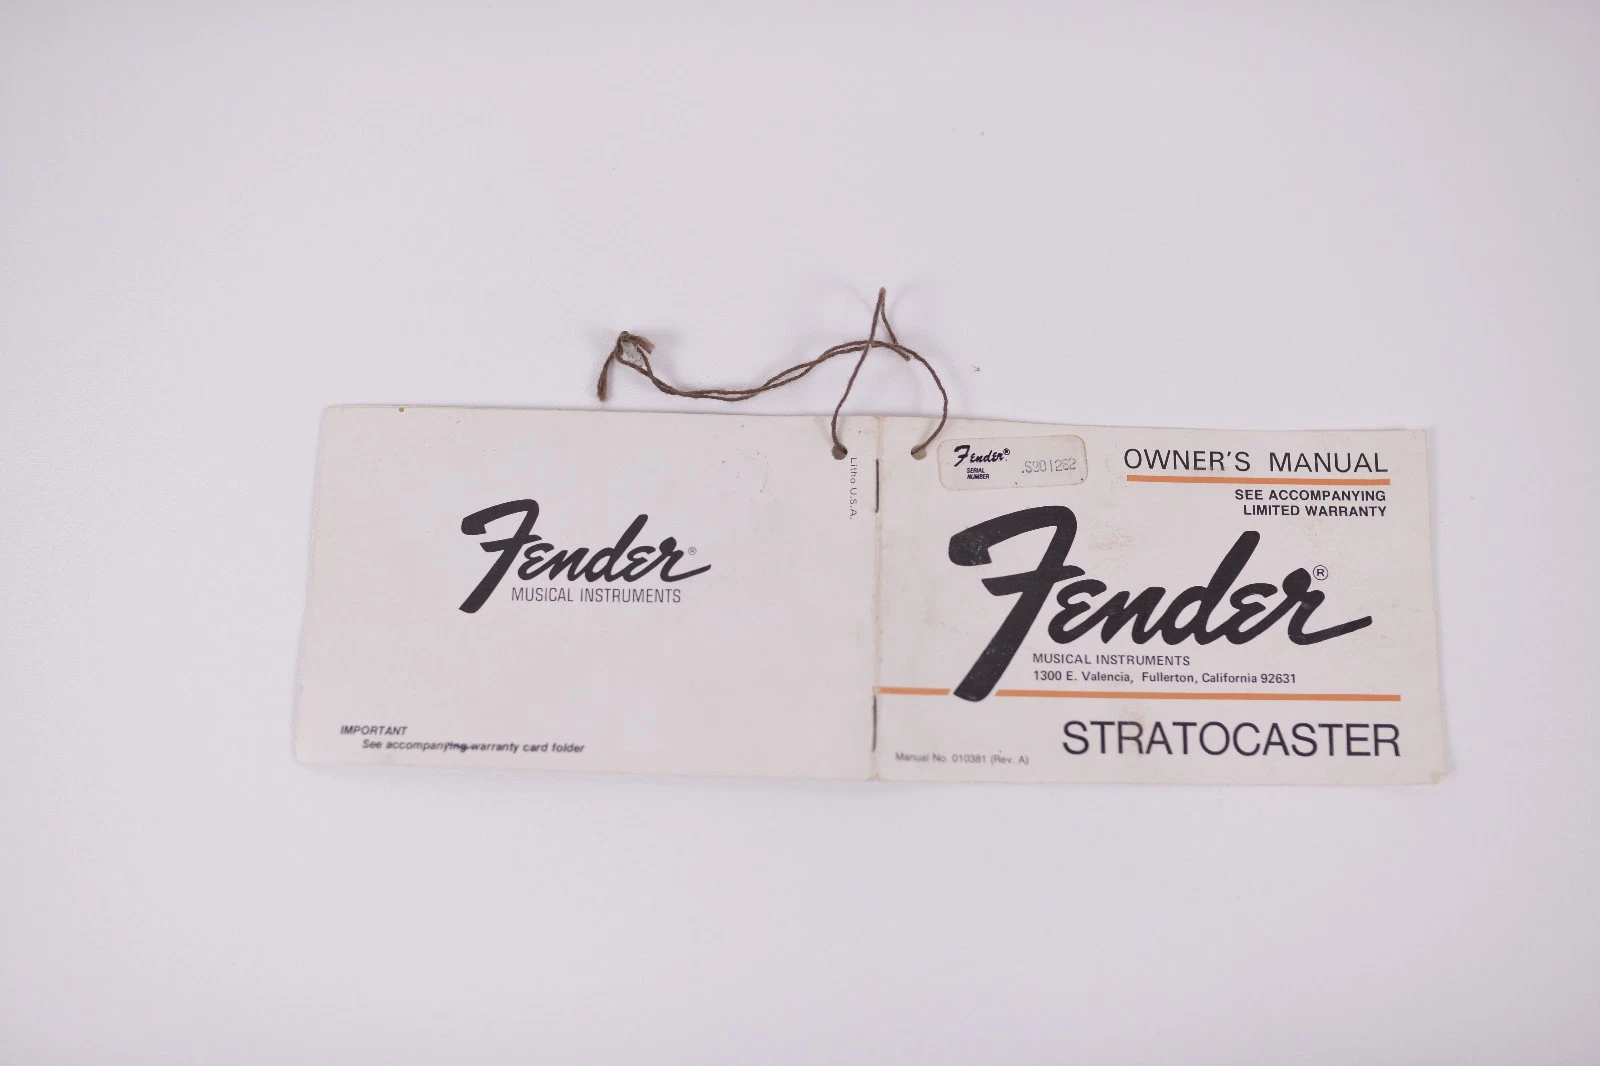 Fender®
MUSICAL INSTRUMENTS
IMPORTANT
See accompanying warranty card folder
Litho U.S.A.
Fender®
SERIAL
NUMBER
S301262
OWNER'S MANUAL
SEE ACCOMPANYING
LIMITED WARRANTY
Fender®
MUSICAL INSTRUMENTS
1300 E. Valencia, Fullerton, California 92631
STRATOCASTER
Manual No. 010381 (Rev. A)